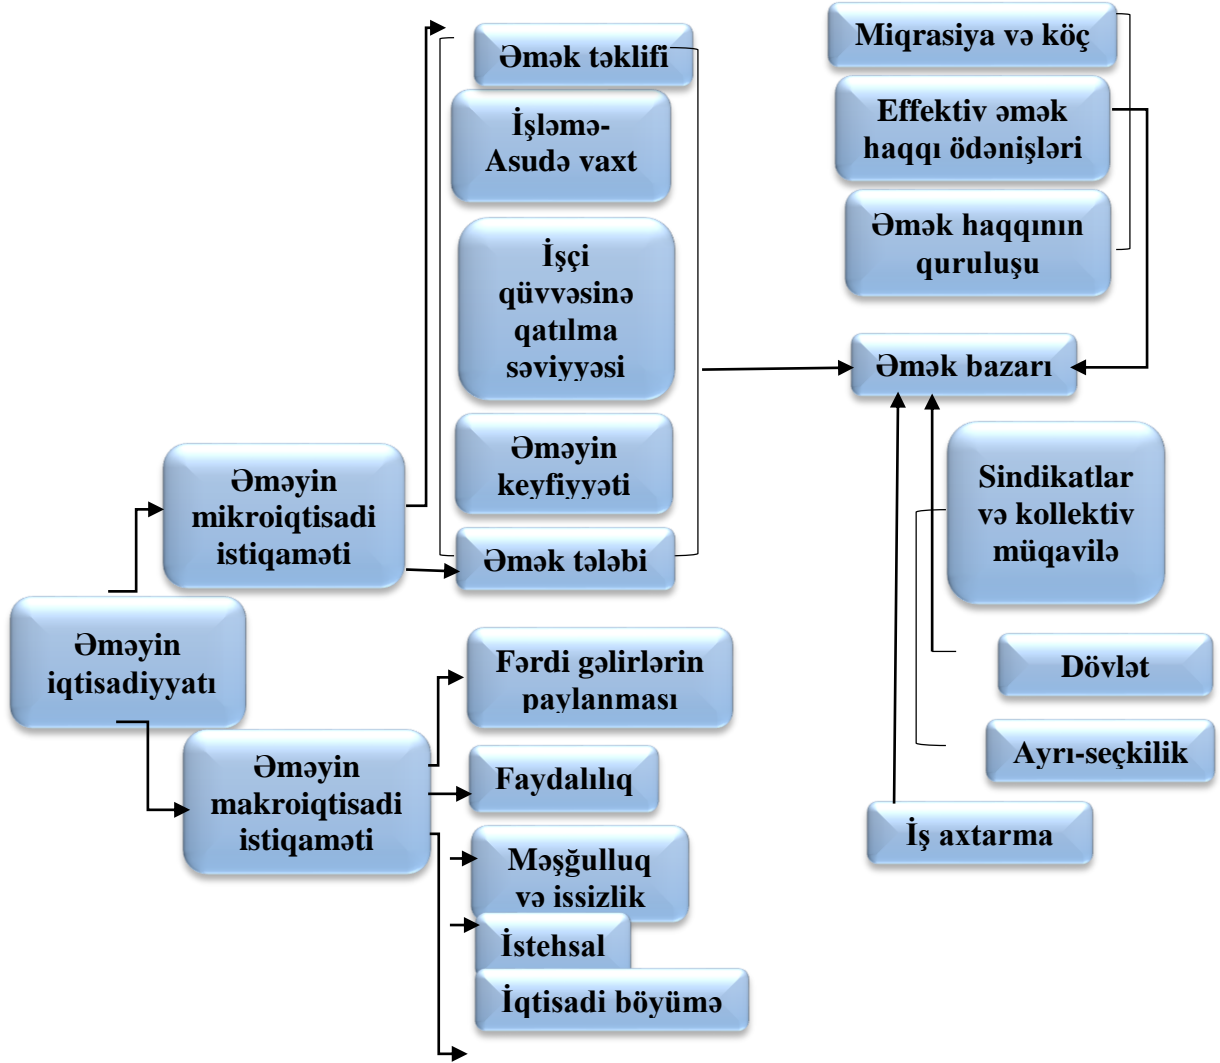 Əmək təklifi
İşləmə-
Asudə vaxt
İşçi
qüvvəsinə
qatılma
səviyyəsi
Əməyin
keyfiyyəti
Əmək tələbi
Miqrasiya və köç
Effektiv əmək
haqqı ödənişləri
Əmək haqqının
quruluşu
Əmək bazarı
Sindikatlar
və kollektiv
müqavilə
Dövlət
Ayrı-seçkilik
İş axtarma
Əməyin
mikroiqtisadi
istiqaməti
Əməyin
iqtisadiyyatı
Əməyin
makroiqtisadi
istiqaməti
Fərdi gəlirlərin
paylanması
Faydalılıq
Məşğulluq
və issizlik
İstehsal
İqtisadi böyümə